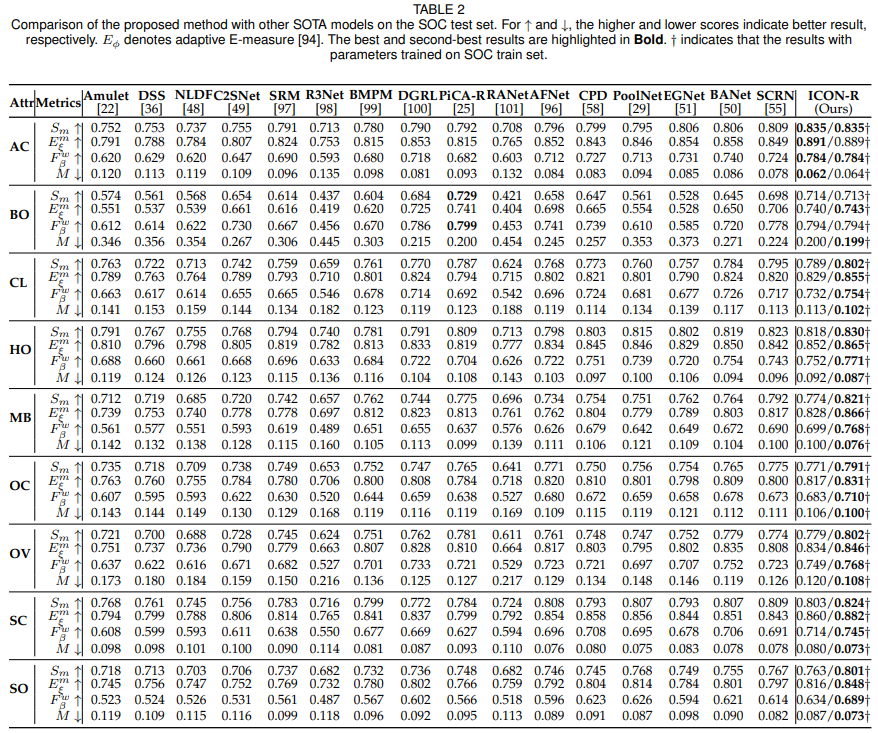 TABLE 2
Comparison of the proposed method with other SOTA models on the SOC test set. For ↑ and ↓, the higher and lower scores indicate better result,
respectively. E_ϕ denotes adaptive E-measure [94]. The best and second-best results are highlighted in Bold. † indicates that the results with
parameters trained on SOC train set.
Attr Metrics Amulet DSS NLDF C2SNet SRM R3Net BMPM DGRL PiCA-R RANet AFNet CPD PoolNet EGNet BANet SCRN ICON-R
[22] [36] [48] [49] [97] [98] [99] [100] [25] [101] [96] [58] [29] [51] [50] [55] (Ours)
AC
S_m ↑ 0.752 0.753 0.737 0.755 0.791 0.713 0.780 0.790 0.792 0.708 0.796 0.799 0.795 0.806 0.806 0.809 0.835/0.835†
E_ξ^m ↑ 0.791 0.788 0.784 0.807 0.824 0.753 0.815 0.853 0.815 0.765 0.852 0.843 0.846 0.854 0.858 0.849 0.891/0.889†
F_β^w ↑ 0.620 0.629 0.620 0.647 0.690 0.593 0.680 0.718 0.682 0.603 0.712 0.727 0.713 0.731 0.740 0.724 0.784/0.784†
M ↓ 0.120 0.113 0.119 0.109 0.096 0.135 0.098 0.081 0.093 0.132 0.084 0.083 0.094 0.085 0.086 0.078 0.062/0.064†
BO
S_m ↑ 0.574 0.561 0.568 0.654 0.614 0.437 0.604 0.684 0.729 0.421 0.658 0.647 0.561 0.528 0.645 0.698 0.714/0.713†
E_ξ^m ↑ 0.551 0.537 0.539 0.661 0.616 0.419 0.620 0.725 0.741 0.404 0.698 0.665 0.554 0.528 0.650 0.706 0.740/0.743†
F_β^w ↑ 0.612 0.614 0.622 0.730 0.667 0.456 0.670 0.786 0.799 0.453 0.741 0.739 0.610 0.585 0.720 0.778 0.794/0.794†
M ↓ 0.346 0.356 0.354 0.267 0.306 0.445 0.303 0.215 0.200 0.454 0.245 0.257 0.353 0.373 0.271 0.224 0.200/0.199†
CL
S_m ↑ 0.763 0.722 0.713 0.742 0.759 0.659 0.761 0.770 0.787 0.624 0.768 0.773 0.760 0.757 0.784 0.795 0.789/0.802†
E_ξ^m ↑ 0.789 0.763 0.764 0.789 0.793 0.710 0.801 0.824 0.794 0.715 0.802 0.821 0.801 0.790 0.824 0.820 0.829/0.855†
F_β^w ↑ 0.663 0.617 0.614 0.655 0.665 0.546 0.678 0.714 0.692 0.542 0.696 0.724 0.681 0.677 0.726 0.717 0.732/0.754†
M ↓ 0.141 0.153 0.159 0.144 0.134 0.182 0.123 0.119 0.123 0.188 0.119 0.114 0.134 0.139 0.117 0.113 0.113/0.102†
HO
S_m ↑ 0.791 0.767 0.755 0.768 0.794 0.740 0.781 0.791 0.809 0.713 0.798 0.803 0.815 0.802 0.819 0.823 0.818/0.830†
E_ξ^m ↑ 0.810 0.796 0.798 0.805 0.819 0.782 0.813 0.833 0.819 0.777 0.834 0.845 0.846 0.829 0.850 0.842 0.852/0.865†
F_β^w ↑ 0.688 0.660 0.661 0.668 0.696 0.633 0.684 0.722 0.704 0.626 0.722 0.751 0.739 0.720 0.754 0.743 0.752/0.771†
M ↓ 0.119 0.124 0.126 0.123 0.115 0.136 0.116 0.104 0.108 0.143 0.103 0.097 0.100 0.106 0.094 0.096 0.092/0.087†
MB
S_m ↑ 0.712 0.719 0.685 0.720 0.742 0.657 0.762 0.744 0.775 0.696 0.734 0.754 0.751 0.762 0.764 0.792 0.774/0.821†
E_ξ^m ↑ 0.739 0.753 0.740 0.778 0.778 0.697 0.812 0.823 0.813 0.761 0.762 0.804 0.779 0.789 0.803 0.817 0.828/0.866†
F_β^w ↑ 0.561 0.577 0.551 0.593 0.619 0.489 0.651 0.655 0.637 0.576 0.626 0.679 0.642 0.649 0.672 0.690 0.699/0.768†
M ↓ 0.142 0.132 0.138 0.128 0.115 0.160 0.105 0.113 0.099 0.139 0.111 0.106 0.121 0.109 0.104 0.100 0.100/0.076†
OC
S_m ↑ 0.735 0.718 0.709 0.738 0.749 0.653 0.752 0.747 0.765 0.641 0.771 0.750 0.756 0.754 0.765 0.775 0.771/0.791†
E_ξ^m ↑ 0.763 0.760 0.755 0.784 0.780 0.706 0.800 0.808 0.784 0.718 0.820 0.810 0.801 0.798 0.809 0.800 0.817/0.831†
F_β^w ↑ 0.607 0.595 0.593 0.622 0.630 0.520 0.644 0.659 0.638 0.527 0.680 0.672 0.659 0.658 0.678 0.673 0.683/0.710†
M ↓ 0.143 0.144 0.149 0.130 0.129 0.168 0.119 0.116 0.119 0.169 0.109 0.115 0.119 0.121 0.112 0.111 0.106/0.100†
OV
S_m ↑ 0.721 0.700 0.688 0.728 0.745 0.624 0.751 0.762 0.781 0.611 0.761 0.748 0.747 0.752 0.779 0.774 0.779/0.802†
E_ξ^m ↑ 0.751 0.737 0.736 0.790 0.779 0.663 0.807 0.828 0.810 0.664 0.817 0.803 0.795 0.802 0.835 0.808 0.834/0.846†
F_β^w ↑ 0.637 0.622 0.616 0.671 0.682 0.527 0.701 0.733 0.721 0.529 0.723 0.721 0.697 0.707 0.752 0.723 0.749/0.768†
M ↓ 0.173 0.180 0.184 0.159 0.150 0.216 0.136 0.125 0.127 0.217 0.129 0.134 0.148 0.146 0.119 0.126 0.120/0.108†
SC
S_m ↑ 0.768 0.761 0.745 0.756 0.783 0.716 0.799 0.772 0.784 0.724 0.808 0.793 0.807 0.793 0.807 0.809 0.803/0.824†
E_ξ^m ↑ 0.794 0.799 0.788 0.806 0.814 0.765 0.841 0.837 0.799 0.792 0.854 0.858 0.856 0.844 0.851 0.843 0.860/0.882†
F_β^w ↑ 0.608 0.599 0.593 0.611 0.638 0.550 0.677 0.669 0.627 0.594 0.696 0.708 0.695 0.678 0.706 0.691 0.714/0.745†
M ↓ 0.098 0.098 0.101 0.100 0.090 0.114 0.081 0.087 0.093 0.110 0.076 0.080 0.075 0.083 0.078 0.078 0.080/0.073†
SO
S_m ↑ 0.718 0.713 0.703 0.706 0.737 0.682 0.732 0.736 0.748 0.682 0.746 0.745 0.768 0.749 0.755 0.767 0.763/0.801†
E_ξ^m ↑ 0.745 0.756 0.747 0.752 0.769 0.732 0.780 0.802 0.766 0.759 0.792 0.804 0.814 0.784 0.801 0.797 0.816/0.848†
F_β^w ↑ 0.523 0.524 0.526 0.531 0.561 0.487 0.567 0.602 0.566 0.518 0.596 0.623 0.626 0.594 0.621 0.614 0.634/0.689†
M ↓ 0.119 0.109 0.115 0.116 0.099 0.118 0.096 0.092 0.095 0.113 0.089 0.091 0.087 0.098 0.090 0.082 0.087/0.073†